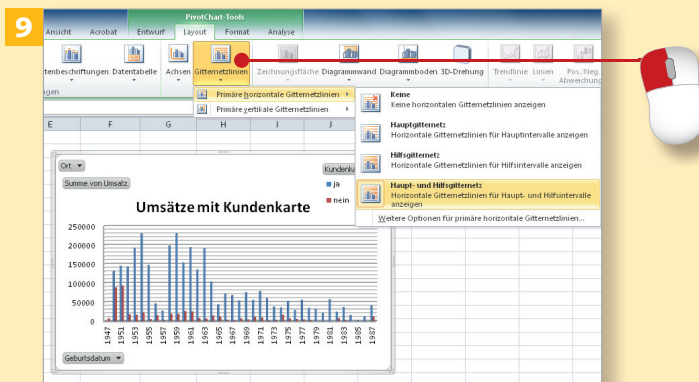 9
PivotChart-Tools
Ansicht Acrobat Entwurf Layout Format Analyse
tenbeschriftungen Datentabelle Achsen Gitternetzlinien Zeichnungsfläche Diagrammwand Diagrammboden 3D-Drehung Trendlinie Linien Pos./Neg. Abweichung
gen
Primäre horizontale Gitternetzlinien
Primäre vertikale Gitternetzlinien
Keine
Keine horizontalen Gitternetzlinien anzeigen
Hauptgitternetz
Horizontale Gitternetzlinien für Hauptintervalle anzeigen
Hilfsgitternetz
Horizontale Gitternetzlinien für Hilfsintervalle anzeigen
Haupt- und Hilfsgitternetz
Horizontale Gitternetzlinien für Haupt- und Hilfsintervalle
anzeigen
Weitere Optionen für primäre horizontale Gitternetzlinien...
E F G H I J
Ort
Summe von Umsatz
Kundenka
ja
nein
Umsätze mit Kundenkarte
250000
200000
150000
100000
50000
0
1947 1951 1953 1955 1957 1959 1961 1963 1965 1967 1969 1971 1973 1975 1977 1979 1981 1983 1985 1987
Geburtsdatum